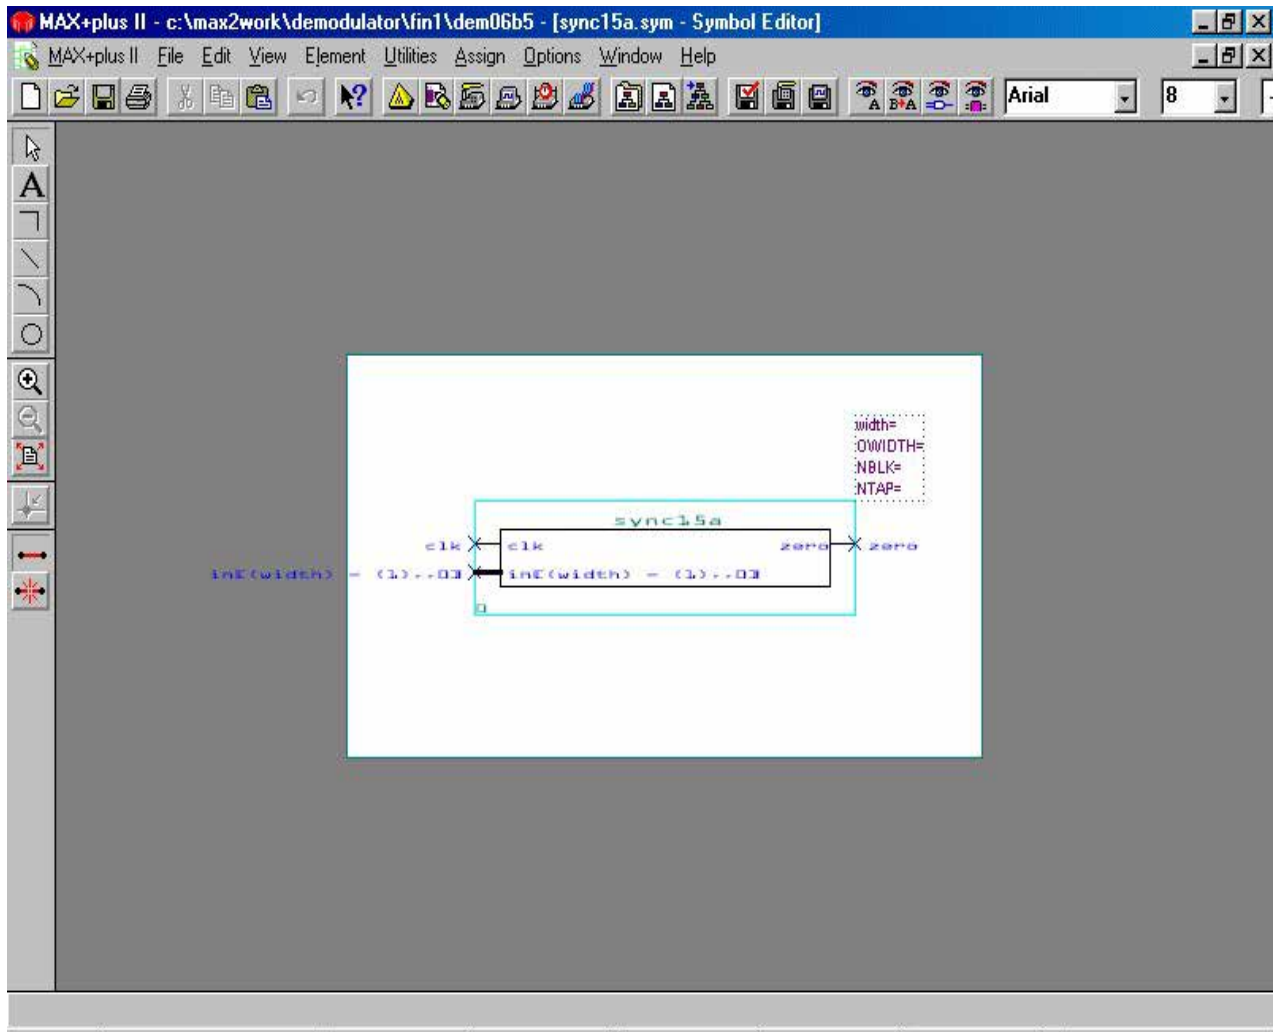 MAX+plus II - c:\max2work\demodulator\fin1\dem06b5 - [sync15a.sym - Symbol Editor]
MAX+plus II File Edit View Element Utilities Assign Options Window Help
A B+A Arial 8
A
width=
OWIDTH=
NBLK=
NTAP=
sync15a
clk clk zero zero
in[(width) - (1)..0] in[(width) - (1)..0]